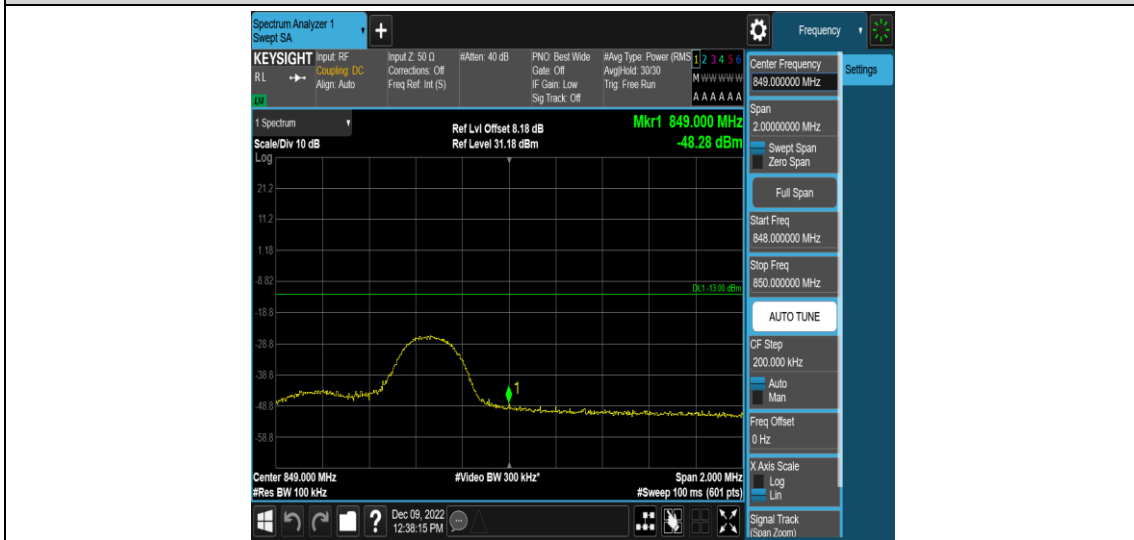 Spectrum Analyzer 1
Swept SA
+
Frequency
KEYSIGHT
RL
LXI
Input: RF
Coupling: DC
Align: Auto
Input Z: 50 Ω
Corrections: Off
Freq Ref: Int (S)
#Atten: 40 dB
PNO: Best Wide
Gate: Off
IF Gain: Low
Sig Track: Off
#Avg Type: Power (RMS
Avg|Hold: 30/30
Trig: Free Run
1 2 3 4 5 6
M W W W W W
A A A A A A
Center Frequency
849.000000 MHz
Settings
Span
2.00000000 MHz
Swept Span
Zero Span
Full Span
Start Freq
848.000000 MHz
Stop Freq
850.000000 MHz
AUTO TUNE
CF Step
200.000 kHz
Auto
Man
Freq Offset
0 Hz
X Axis Scale
Log
Lin
Signal Track
(Span Zoom)
1 Spectrum
Scale/Div 10 dB
Log
Ref Lvl Offset 8.18 dB
Ref Level 31.18 dBm
Mkr1 849.000 MHz
-48.28 dBm
21.2
11.2
1.18
-8.82
DL1 -13.00 dBm
-18.8
-28.8
-38.8
1
-48.8
-58.8
Center 849.000 MHz
#Video BW 300 kHz*
Span 2.000 MHz
#Res BW 100 kHz
#Sweep 100 ms (601 pts)
?
Dec 09, 2022
12:38:15 PM